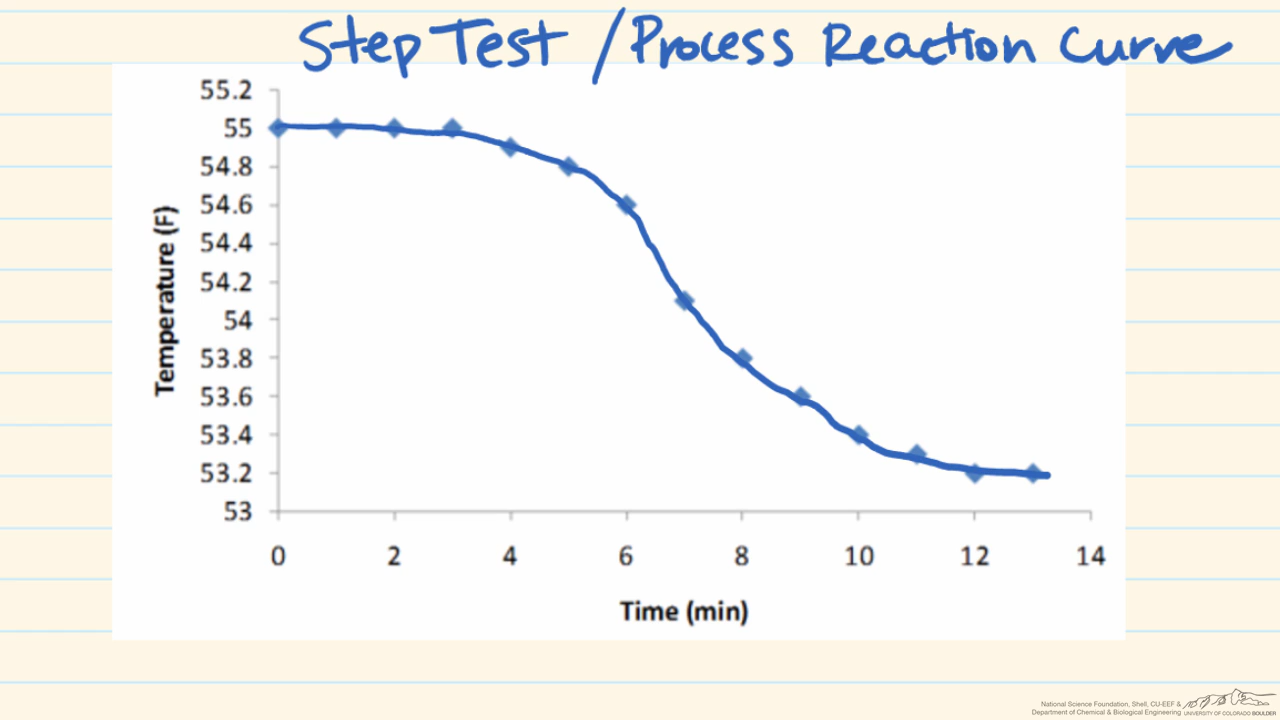 Step Test / Process Reaction Curve
55.2
55
54.8
54.6
54.4
54.2
54
53.8
53.6
53.4
53.2
53
Temperature (F)
0 2 4 6 8 10 12 14
Time (min)
National Science Foundation, Shell, CU-EEF &
Department of Chemical & Biological Engineering
UNIVERSITY OF COLORADO BOULDER